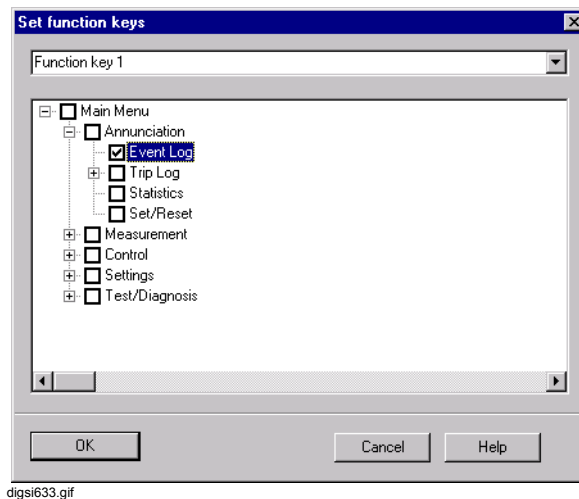 Set function keys
Function key 1
Main Menu
Annunciation
Event Log
Trip Log
Statistics
Set/Reset
Measurement
Control
Settings
Test/Diagnosis
OK Cancel Help
digsi633.gif